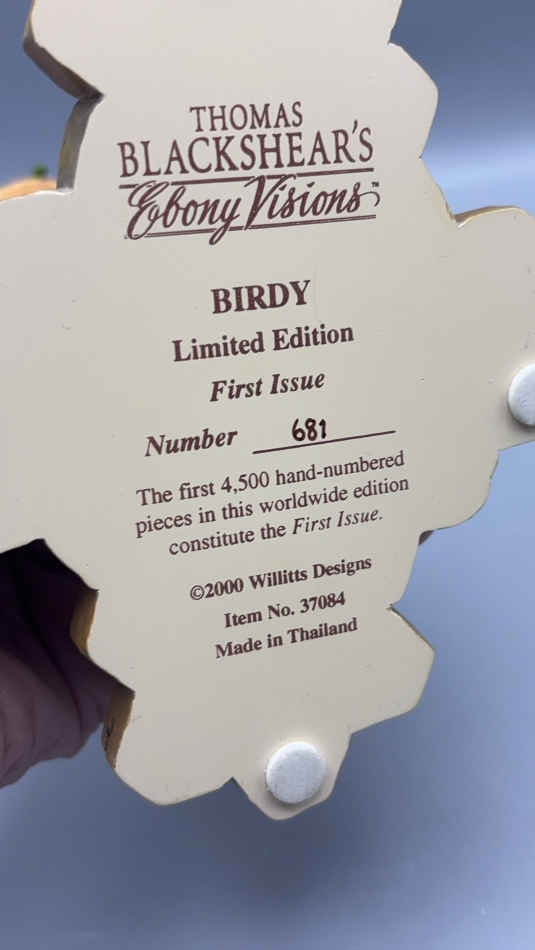 THOMAS
BLACKSHEAR'S
Ebony Visions™
BIRDY
Limited Edition
First Issue
Number 681
The first 4,500 hand-numbered
pieces in this worldwide edition
constitute the First Issue.
©2000 Willitts Designs
Item No. 37084
Made in Thailand